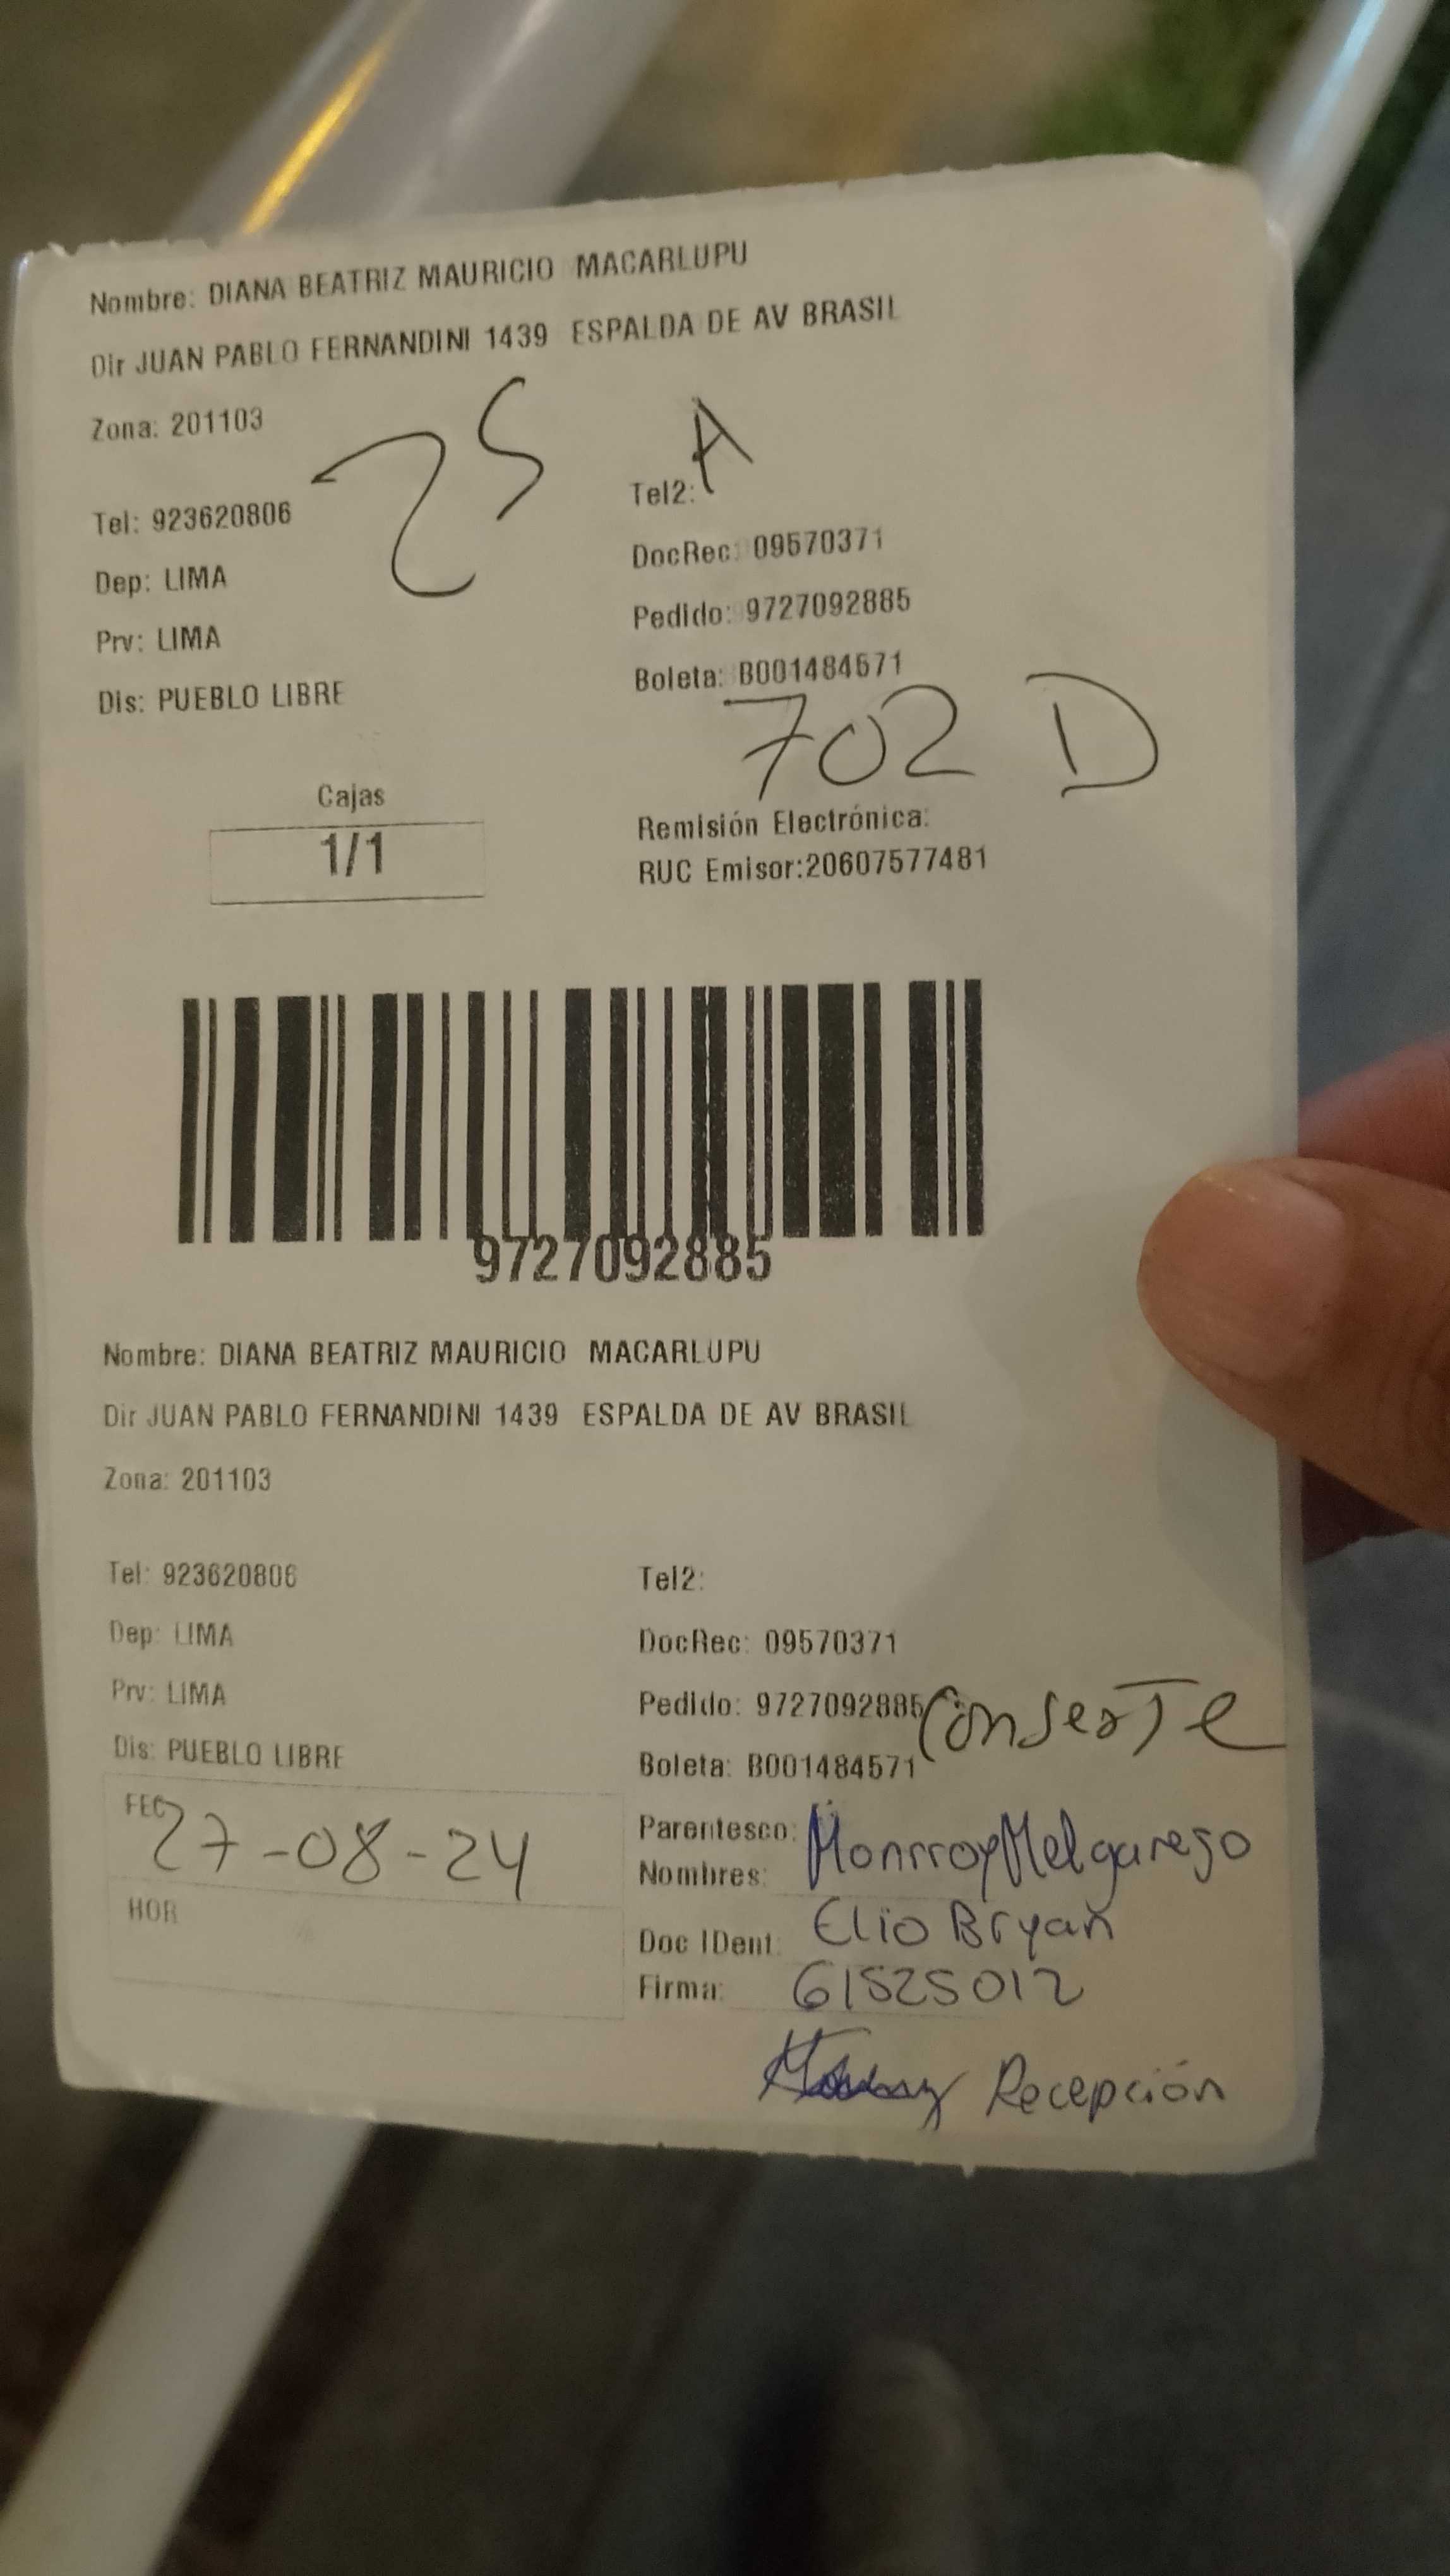 Nombre: DIANA BEATRIZ MAURICIO MACARLUPU
Dir JUAN PABLO FERNANDINI 1439 ESPALDA DE AV BRASIL
Zona: 201103
25 A
Tel: 923620806 Tel2:
DocRec: 09570371
Dep: LIMA
Pedido: 9727092885
Prv: LIMA
Boleta: B001484571
Dis: PUEBLO LIBRE
702 D
Cajas
1/1
Remisión Electrónica:
RUC Emisor:20607577481
9727092885
Nombre: DIANA BEATRIZ MAURICIO MACARLUPU
Dir JUAN PABLO FERNANDINI 1439 ESPALDA DE AV BRASIL
Zona: 201103
Tel: 923620806 Tel2:
Dep: LIMA DocRec: 09570371
Prv: LIMA Pedido: 9727092885
Dis: PUEBLO LIBRE Boleta: B001484571
FEC 27-08-24
HOR
Parentesco: Monrroy Melgarejo
Nombres:
Doc IDent: Elio Bryan
Firma: 61525012
Recepción